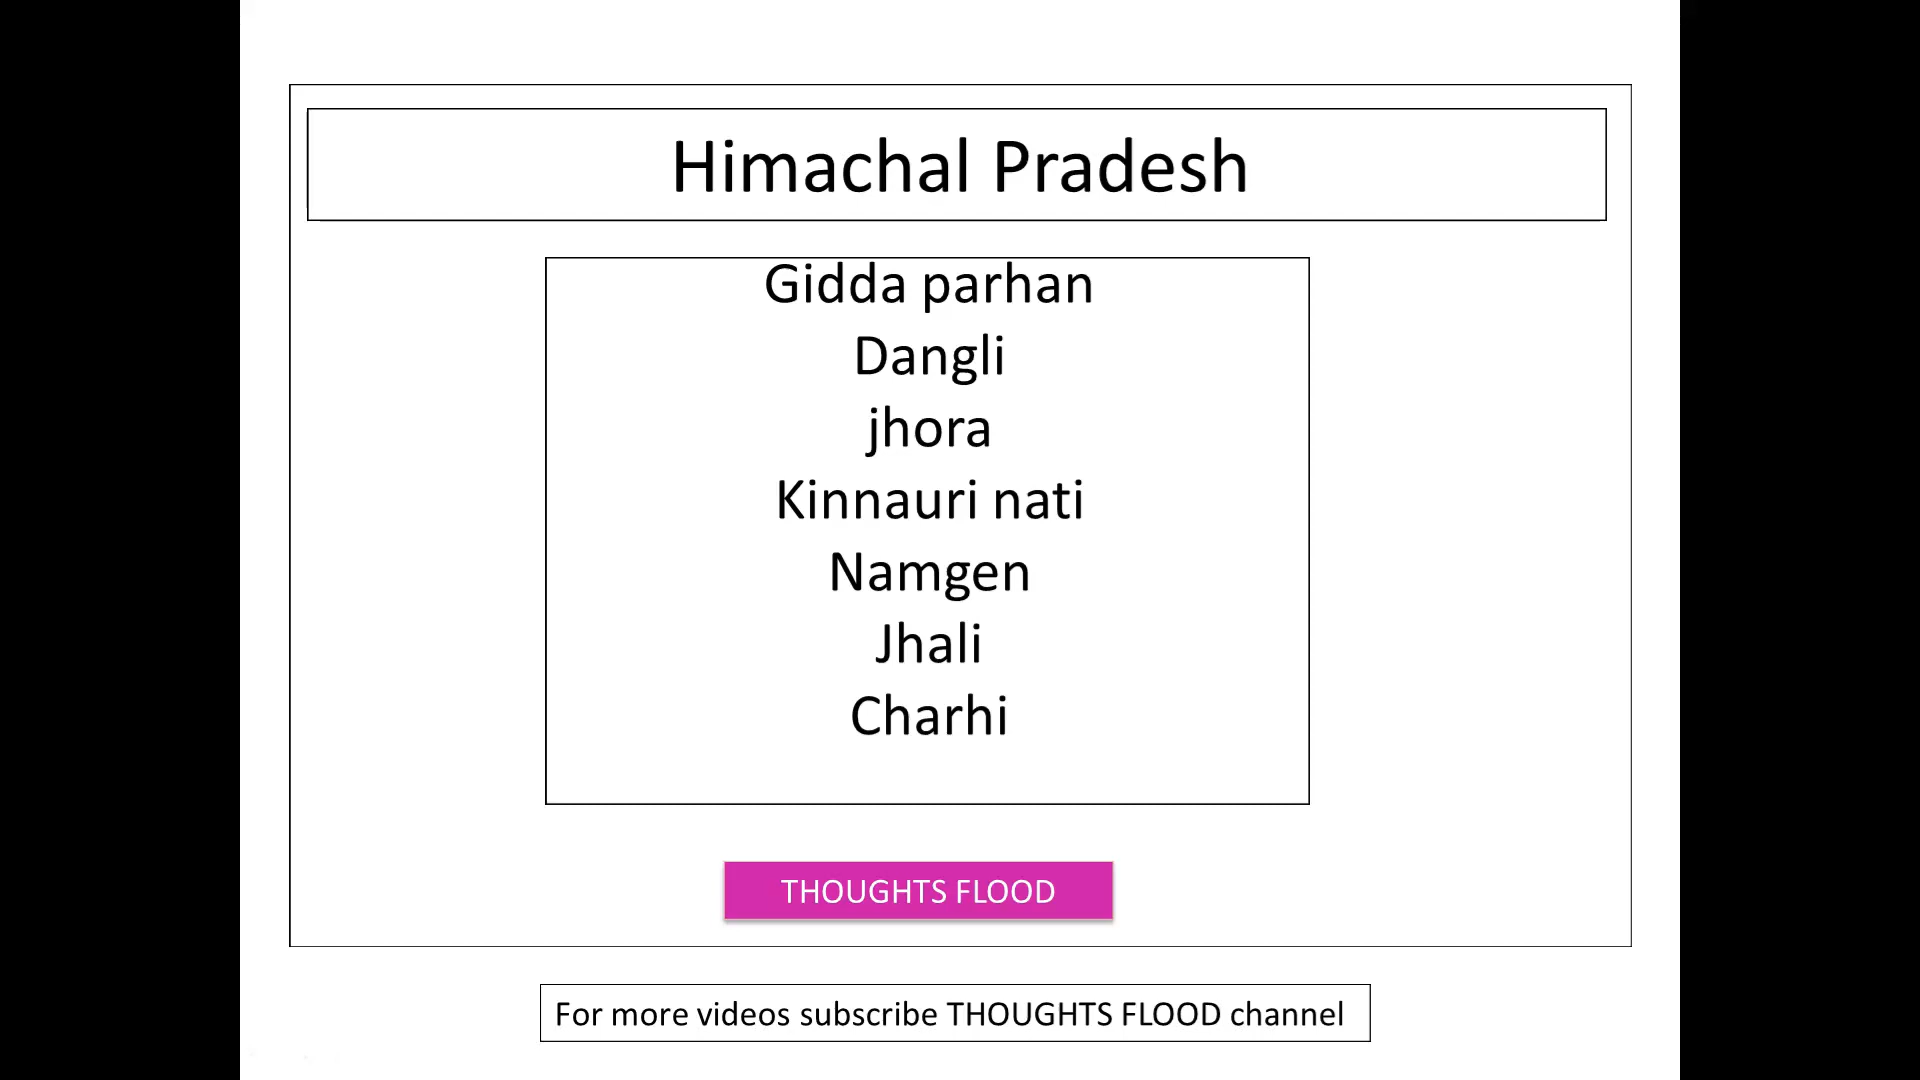 Himachal Pradesh
Gidda parhan
Dangli
jhora
Kinnauri nati
Namgen
Jhali
Charhi
THOUGHTS FLOOD
For more videos subscribe THOUGHTS FLOOD channel